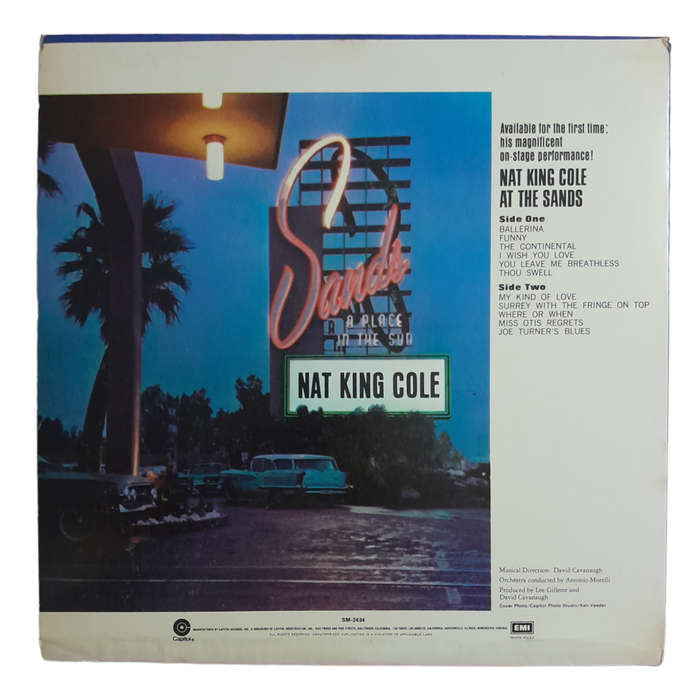 Sands
A PLACE
IN THE SUN
NAT KING COLE
Available for the first time:
his magnificent
on-stage performance!
NAT KING COLE
AT THE SANDS
Side One
BALLERINA
FUNNY
THE CONTINENTAL
I WISH YOU LOVE
YOU LEAVE ME BREATHLESS
THOU SWELL
Side Two
MY KIND OF LOVE
SURREY WITH THE FRINGE ON TOP
WHERE OR WHEN
MISS OTIS REGRETS
JOE TURNER'S BLUES
Musical Direction: David Cavanaugh
Orchestra conducted by Antonio Morelli
Produced by Lee Gillette and
David Cavanaugh
Cover Photo/Capitol Photo Studio/Ken Veeder
SM-2434
Capitol®
EMI